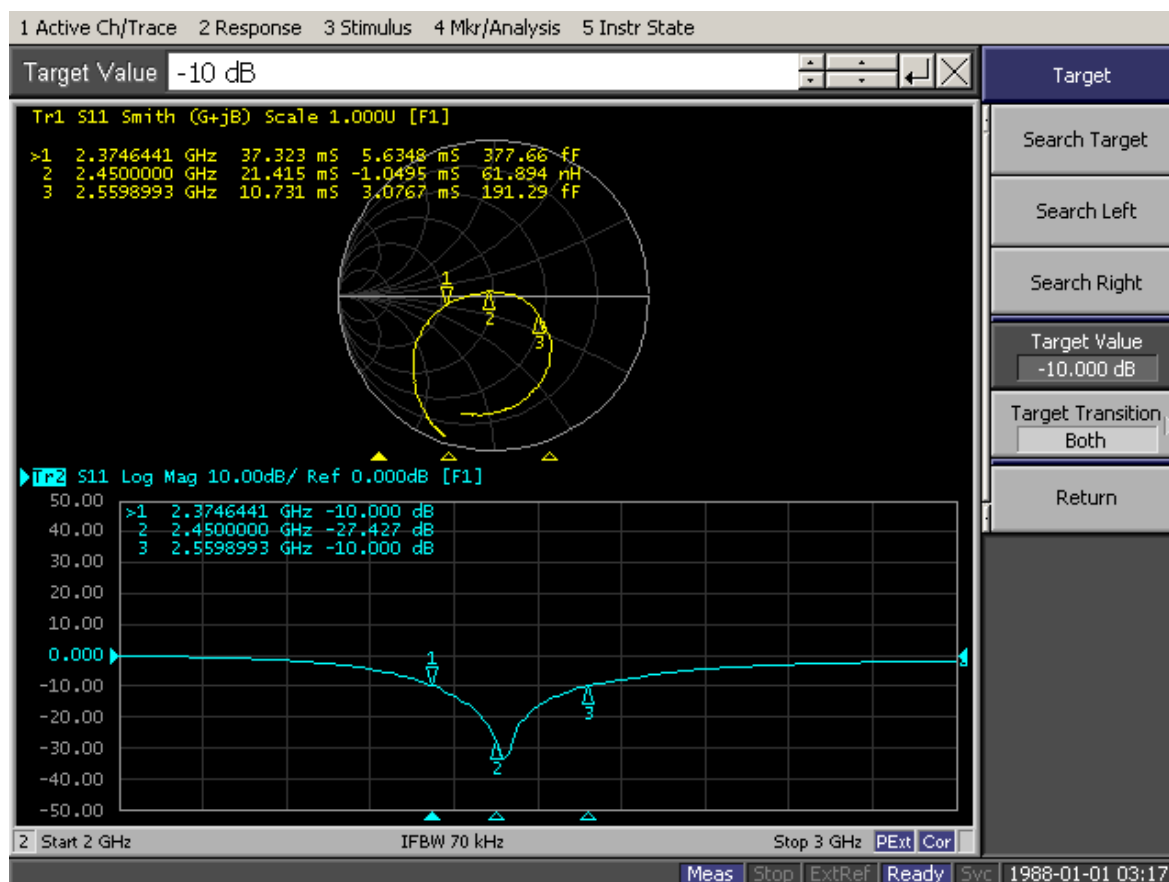 1 Active Ch/Trace 2 Response 3 Stimulus 4 Mkr/Analysis 5 Instr State
Target Value -10 dB
Target
Tr1 S11 Smith (G+jB) Scale 1.000U [F1]
>1 2.3746441 GHz 37.323 mS 5.6348 mS 377.66 fF
2 2.4500000 GHz 21.415 mS -1.0495 mS 61.894 nH
3 2.5598993 GHz 10.731 mS 3.0767 mS 191.29 fF
1
2
3
Search Target
Search Left
Search Right
Target Value
-10.000 dB
Target Transition
Both
Return
Tr2 S11 Log Mag 10.00dB/ Ref 0.000dB [F1]
50.00
>1 2.3746441 GHz -10.000 dB
2 2.4500000 GHz -27.427 dB
3 2.5598993 GHz -10.000 dB
40.00
30.00
20.00
10.00
0.000
-10.00
-20.00
-30.00
-40.00
-50.00
1
2
3
2 Start 2 GHz IFBW 70 kHz Stop 3 GHz PExt Cor
Meas Stop ExtRef Ready Svc 1988-01-01 03:17